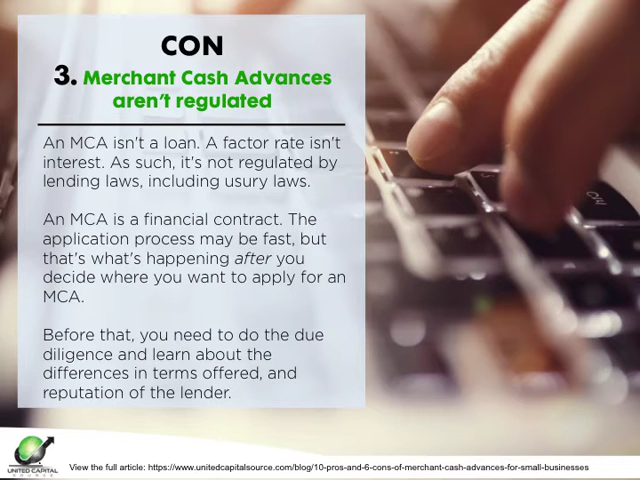 CON
3. Merchant Cash Advances
aren't regulated
An MCA isn't a loan. A factor rate isn't
interest. As such, it's not regulated by
lending laws, including usury laws.
An MCA is a financial contract. The
application process may be fast, but
that's what's happening after you
decide where you want to apply for an
MCA.
Before that, you need to do the due
diligence and learn about the
differences in terms offered, and
reputation of the lender.
UNITED CAPITAL
SOURCE
View the full article: https://www.unitedcapitalsource.com/blog/10-pros-and-6-cons-of-merchant-cash-advances-for-small-businesses